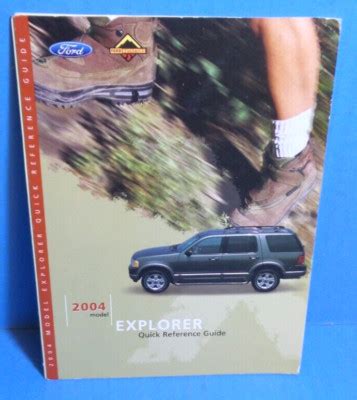 Ford
2004 MODEL EXPLORER QUICK REFERENCE GUIDE
2004
model
EXPLORER
Quick Reference Guide